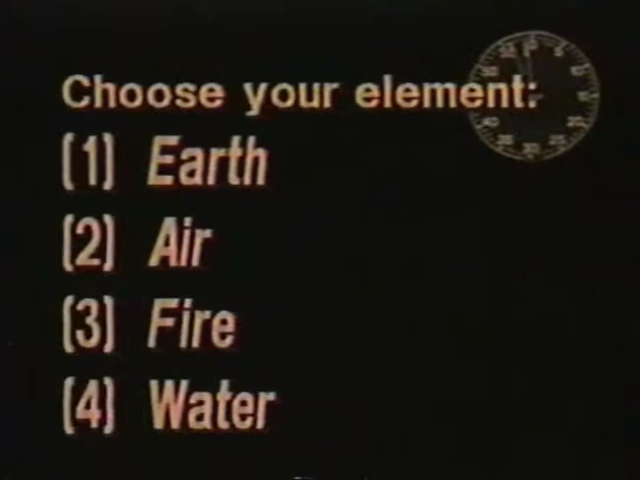 Choose your element:
(1) Earth
(2) Air
(3) Fire
(4) Water